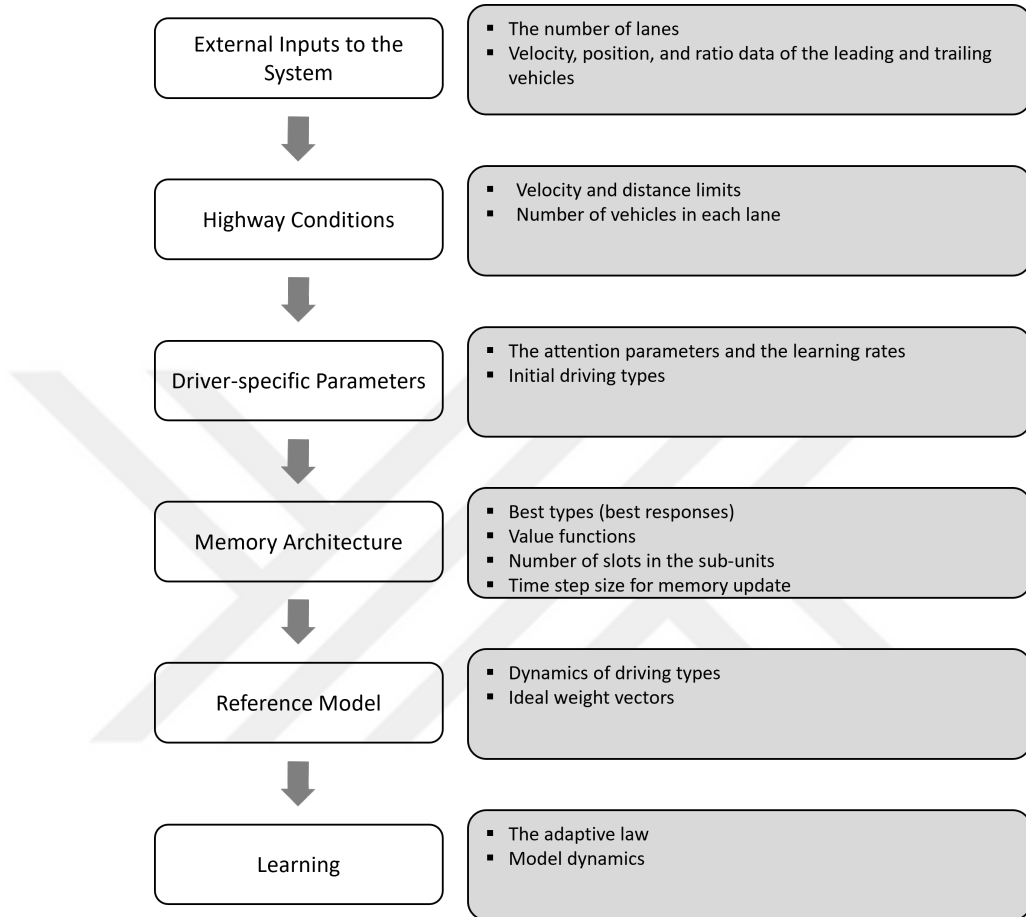 External Inputs to the
System
▪ The number of lanes
▪ Velocity, position, and ratio data of the leading and trailing
vehicles
Highway Conditions
▪ Velocity and distance limits
▪ Number of vehicles in each lane
Driver-specific Parameters
▪ The attention parameters and the learning rates
▪ Initial driving types
Memory Architecture
▪ Best types (best responses)
▪ Value functions
▪ Number of slots in the sub-units
▪ Time step size for memory update
Reference Model
▪ Dynamics of driving types
▪ Ideal weight vectors
Learning
▪ The adaptive law
▪ Model dynamics